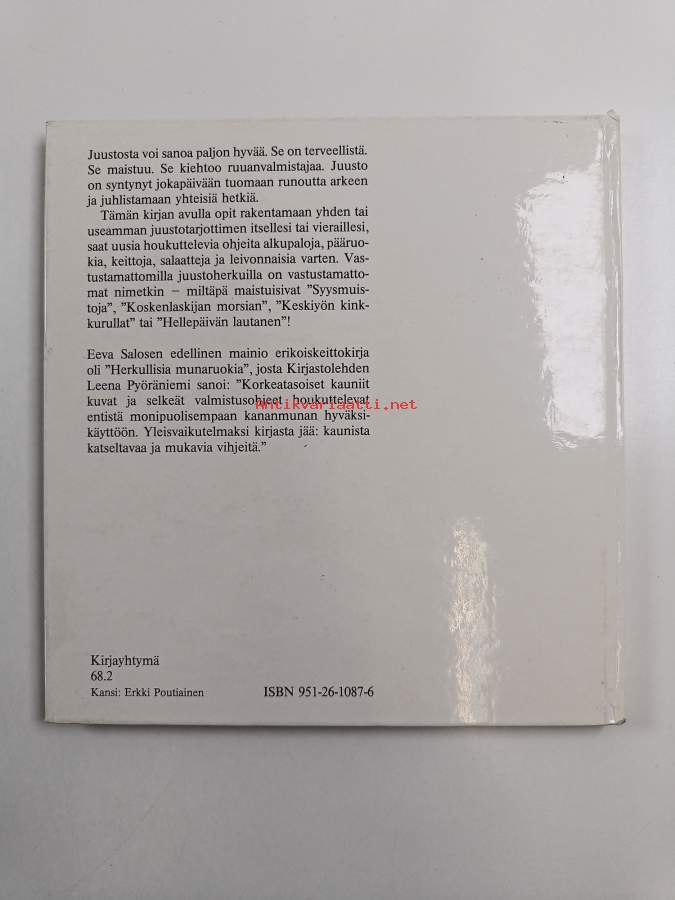 Juustosta voi sanoa paljon hyvää. Se on terveellistä.
Se maistuu. Se kiehtoo ruuanvalmistajaa. Juusto
on syntynyt jokapäivään tuomaan runoutta arkeen
ja juhlistamaan yhteisiä hetkiä.
Tämän kirjan avulla opit rakentamaan yhden tai
useamman juustotarjottimen itsellesi tai vieraillesi,
saat uusia houkuttelevia ohjeita alkupaloja, pääruo-
kia, keittoja, salaatteja ja leivonnaisia varten. Vas-
tustamattomilla juustoherkuilla on vastustamatto-
mat nimetkin – miltäpä maistuisivat ”Syysmuis-
toja”, ”Koskenlaskijan morsian”, ”Keskiyön kink-
kurullat” tai ”Hellepäivän lautanen”!
Eeva Salosen edellinen mainio erikoiskeittokirja
oli ”Herkullisia munaruokia”, josta Kirjastolehden
Leena Pyöräniemi sanoi: ”Korkeatasoiset kauniit
kuvat ja selkeät valmistusohjeet houkuttelevat
Antikvariaatti.net
entistä monipuolisempaan kananmunan hyväksi-
käyttöön. Yleisvaikutelmaksi kirjasta jää: kaunista
katseltavaa ja mukavia vihjeitä.”
Kirjayhtymä
68.2
Kansi: Erkki Poutiainen
ISBN 951-26-1087-6